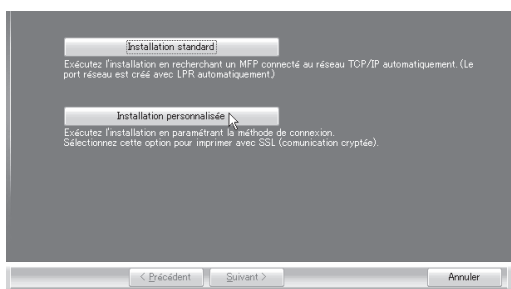 Installation standard
Exécutez l'installation en recherchant un MFP connecté au réseau TCP/IP automatiquement. (Le
port réseau est créé avec LPR automatiquement.)
Installation personnalisée
Exécutez l'installation en paramétrant la méthode de connexion.
Sélectionnez cette option pour imprimer avec SSL (comunication cryptée).
< Précédent Suivant > Annuler